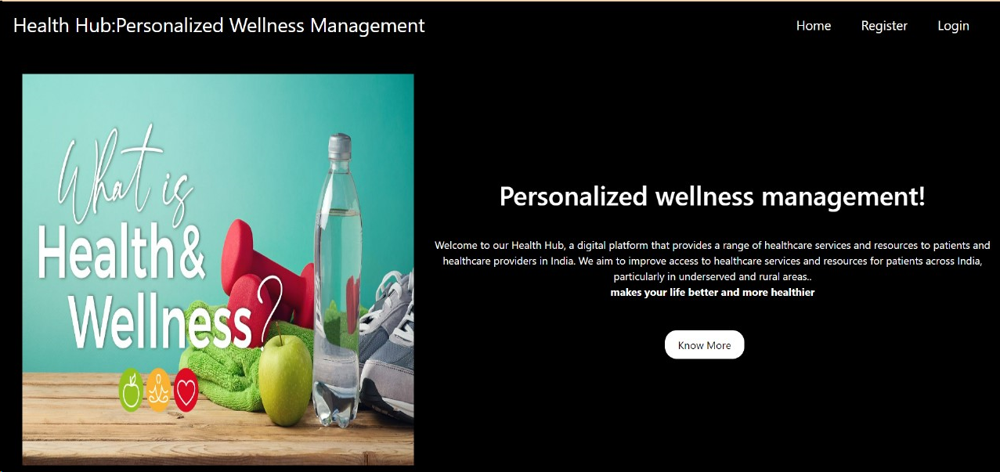 Health Hub:Personalized Wellness Management
Home
Register
Login
What is
Health&
Wellness?
Personalized wellness management!
Welcome to our Health Hub, a digital platform that provides a range of healthcare services and resources to patients and
healthcare providers in India. We aim to improve access to healthcare services and resources for patients across India,
particularly in underserved and rural areas..
makes your life better and more healthier
Know More